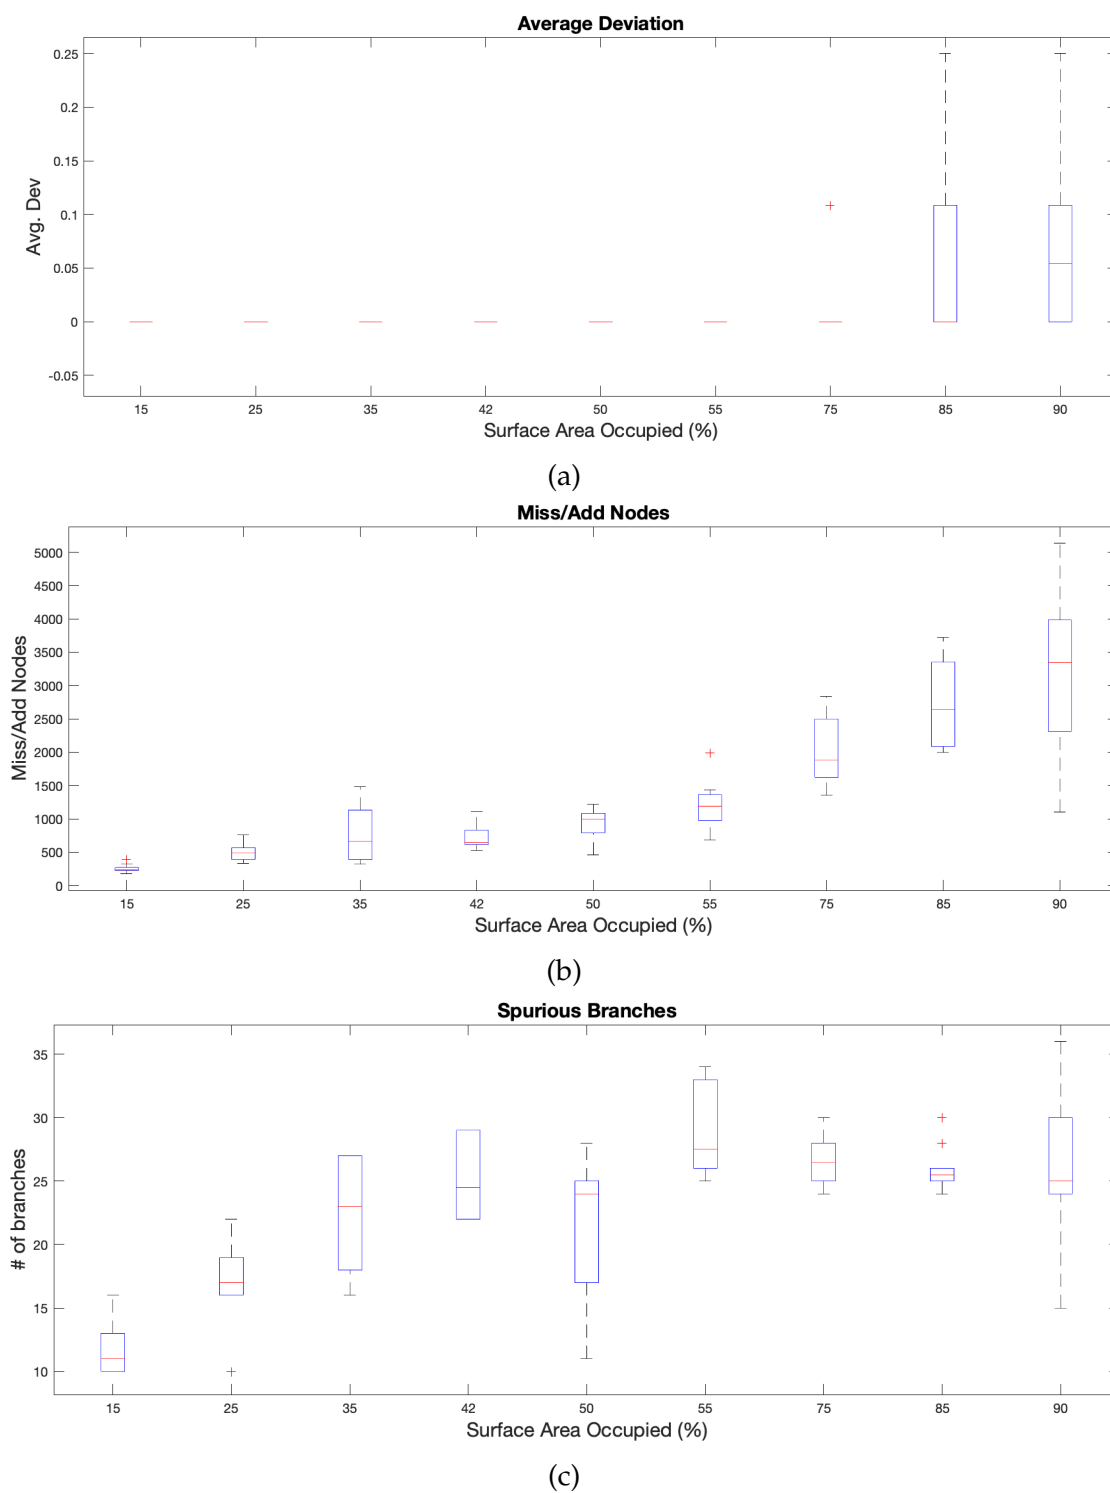 Average Deviation
Avg. Dev
0.25
0.2
0.15
0.1
0.05
0
-0.05
15 25 35 42 50 55 75 85 90
Surface Area Occupied (%)
(a)
Miss/Add Nodes
Miss/Add Nodes
5000
4500
4000
3500
3000
2500
2000
1500
1000
500
0
15 25 35 42 50 55 75 85 90
Surface Area Occupied (%)
(b)
Spurious Branches
# of branches
35
30
25
20
15
10
15 25 35 42 50 55 75 85 90
Surface Area Occupied (%)
(c)